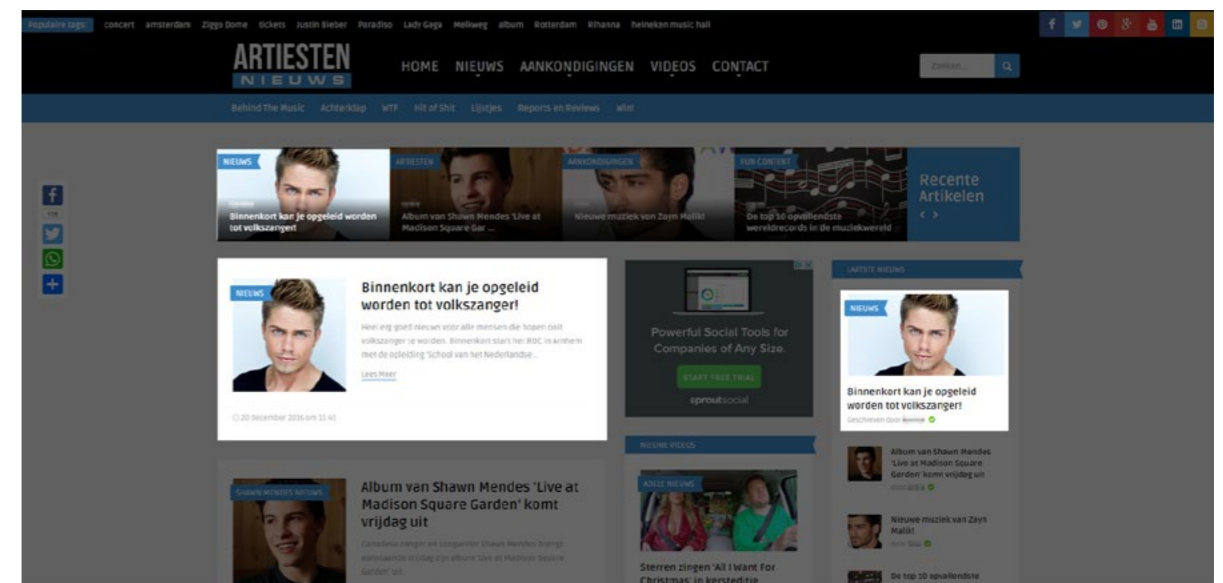 Populaire tags: concert amsterdam Ziggo Dome tickets Justin Bieber Paradiso Lady Gaga Melkweg album Rotterdam Rihanna heineken music hall
ARTIESTEN
NIEUWS
HOME NIEUWS AANKONDIGINGEN VIDEOS CONTACT
Zoeken...
Behind The Music Achterklap WTF Hit of Shit Lijstjes Reports en Reviews Win!
NIEUWS
Binnenkort kan je opgeleid worden
tot volkszanger!
ARTIESTEN
Album van Shawn Mendes 'Live at
Madison Square Gar ...
AANKONDIGINGEN
Nieuwe muziek van Zayn Malik!
FUN CONTENT
De top 10 opvallendste
wereldrecords in de muziekwereld
Recente
Artikelen
NIEUWS
Binnenkort kan je opgeleid
worden tot volkszanger!
Heel erg goed nieuws voor alle mensen die hopen ooit
volkszanger te worden. Binnenkort start het ROC in Arnhem
met de opleiding 'School van het Nederlandse ...
Lees Meer
20 december 2016 om 11:41
Powerful Social Tools for
Companies of Any Size.
START FREE TRIAL
sproutsocial
LAATSTE NIEUWS
NIEUWS
Binnenkort kan je opgeleid
worden tot volkszanger!
Geschreven door
NIEUWE VIDEOS
ADELE NIEUWS
Sterren zingen 'All I Want For
Christmas' in kersteditie
Album van Shawn Mendes
'Live at Madison Square
Garden' komt vrijdag uit
door
Nieuwe muziek van Zayn
Malik!
door
De top 10 opvallendste
SHAWN MENDES NIEUWS
Album van Shawn Mendes 'Live at
Madison Square Garden' komt
vrijdag uit
Canadese zanger en songwriter Shawn Mendes brengt
aanstaande vrijdag zijn album 'Live at Madison Square
Garden' uit.